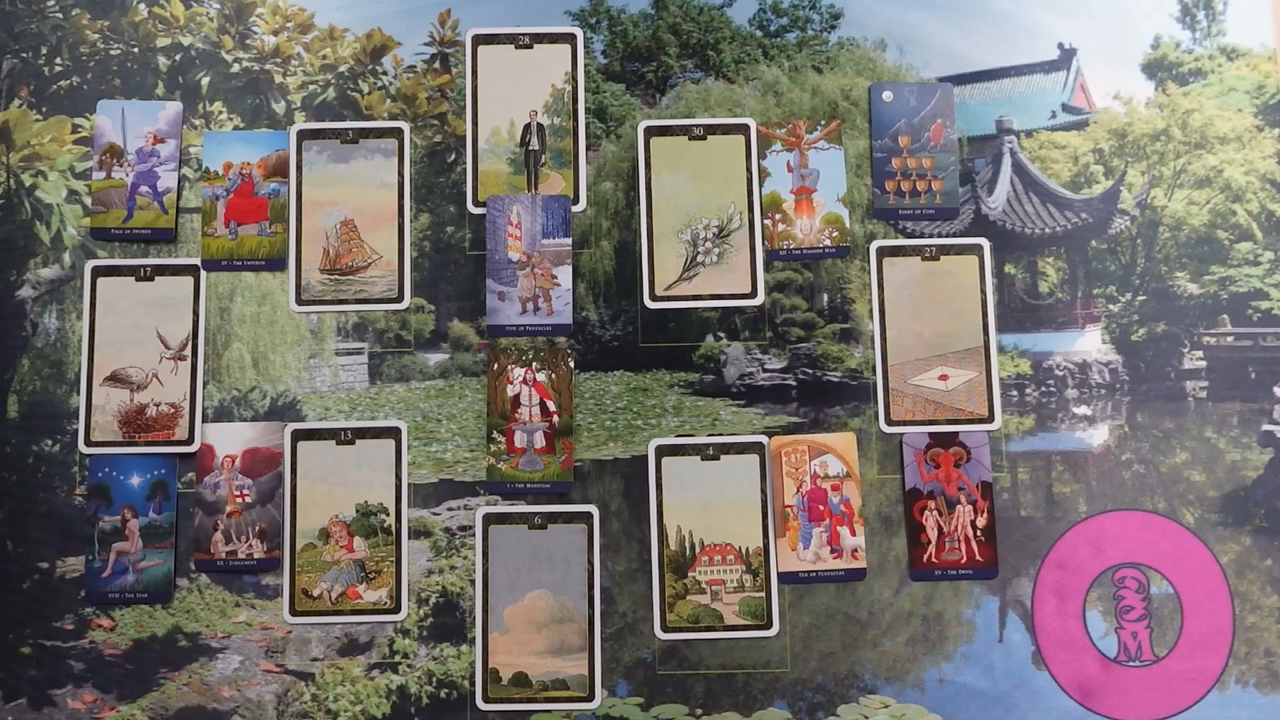 28
3
30
PAGE OF SWORDS
IV • THE EMPEROR
XII • THE HANGED MAN
EIGHT OF CUPS
17
27
FIVE OF PENTACLES
13
4
I • THE MAGICIAN
6
XX • JUDGEMENT
XVII • THE STAR
TEN OF PENTACLES
XV • THE DEVIL